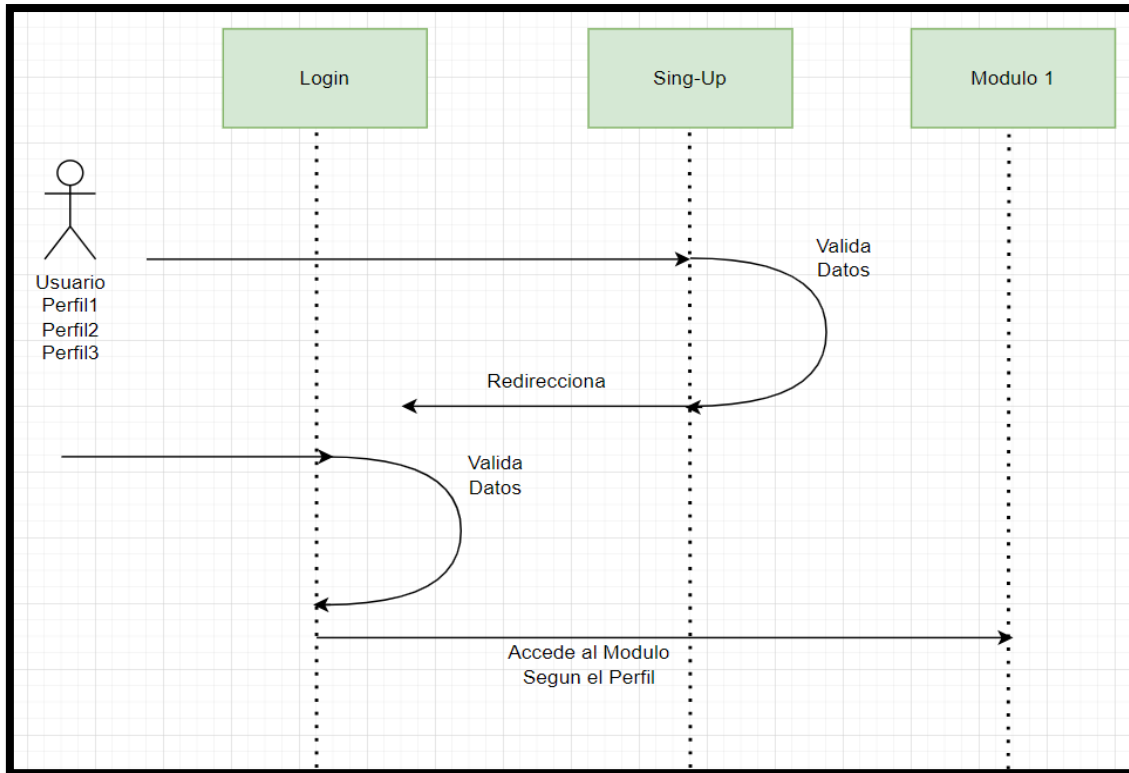 Login
Sing-Up
Modulo 1
Usuario
Perfil1
Perfil2
Perfil3
Valida
Datos
Redirecciona
Valida
Datos
Accede al Modulo
Segun el Perfil